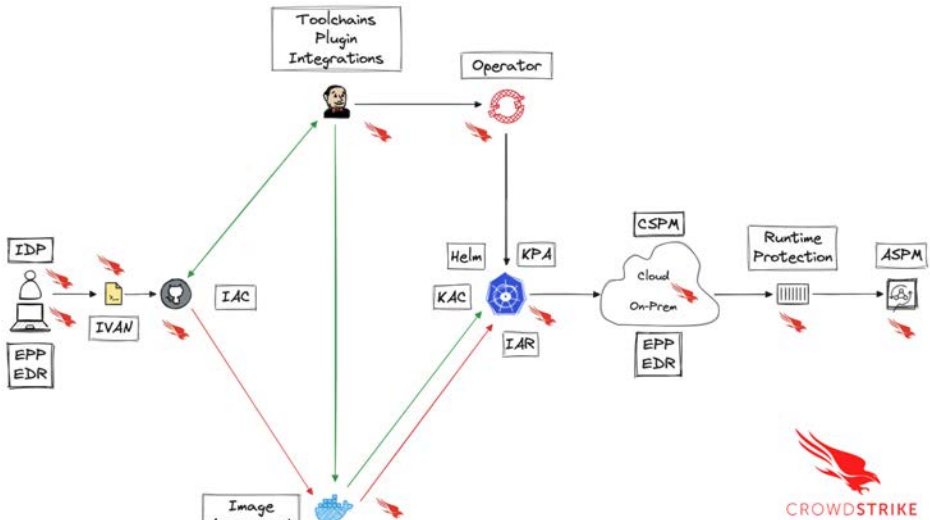 Toolchains
Plugin
Integrations
Operator
IDP
EPP
EDR
IVAN
IAC
Helm
KPA
KAC
IAR
CSPM
Cloud
On-Prem
EPP
EDR
Runtime
Protection
ASPM
Image
CROWDSTRIKE